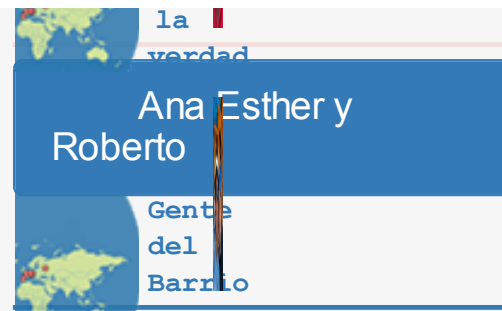 la
verdad
Ana Esther y
Roberto
Gente
del
Barrio